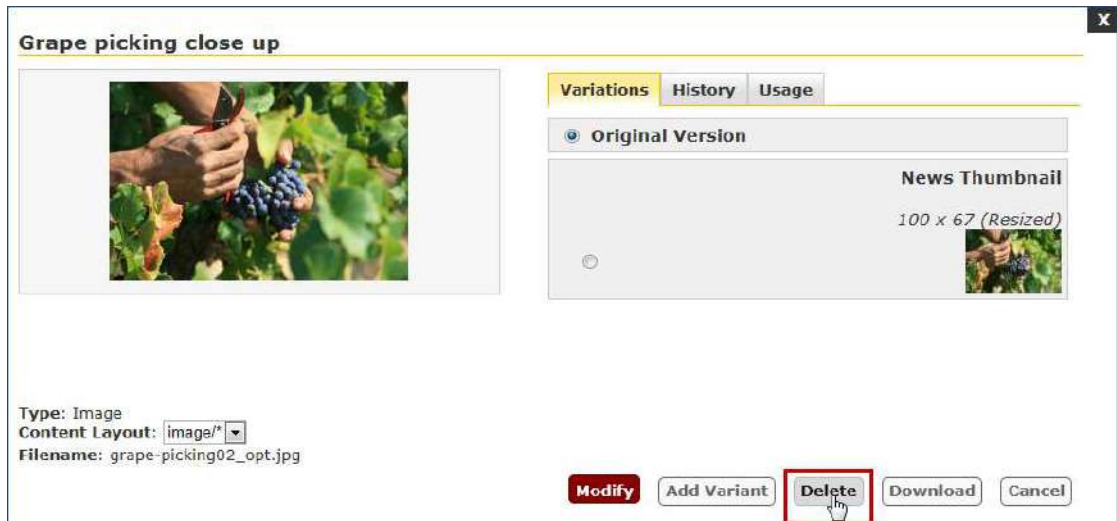 X
Grape picking close up
Variations History Usage
Original Version
News Thumbnail
100 x 67 (Resized)
Type: Image
Content Layout: image/*
Filename: grape-picking02_opt.jpg
Modify Add Variant Delete Download Cancel